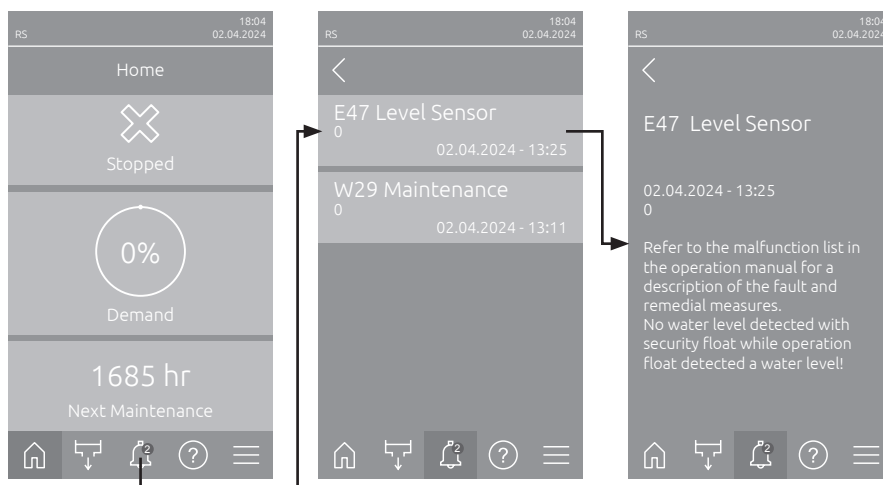 18:04
RS 02.04.2024
Home
Stopped
0%
Demand
1685 hr
Next Maintenance
2
?
18:04
RS 02.04.2024
E47 Level Sensor
0
02.04.2024 - 13:25
W29 Maintenance
0
02.04.2024 - 13:11
2
?
18:04
RS 02.04.2024
E47 Level Sensor
02.04.2024 - 13:25
0
Refer to the malfunction list in
the operation manual for a
description of the fault and
remedial measures.
No water level detected with
security float while operation
float detected a water level!
2
?